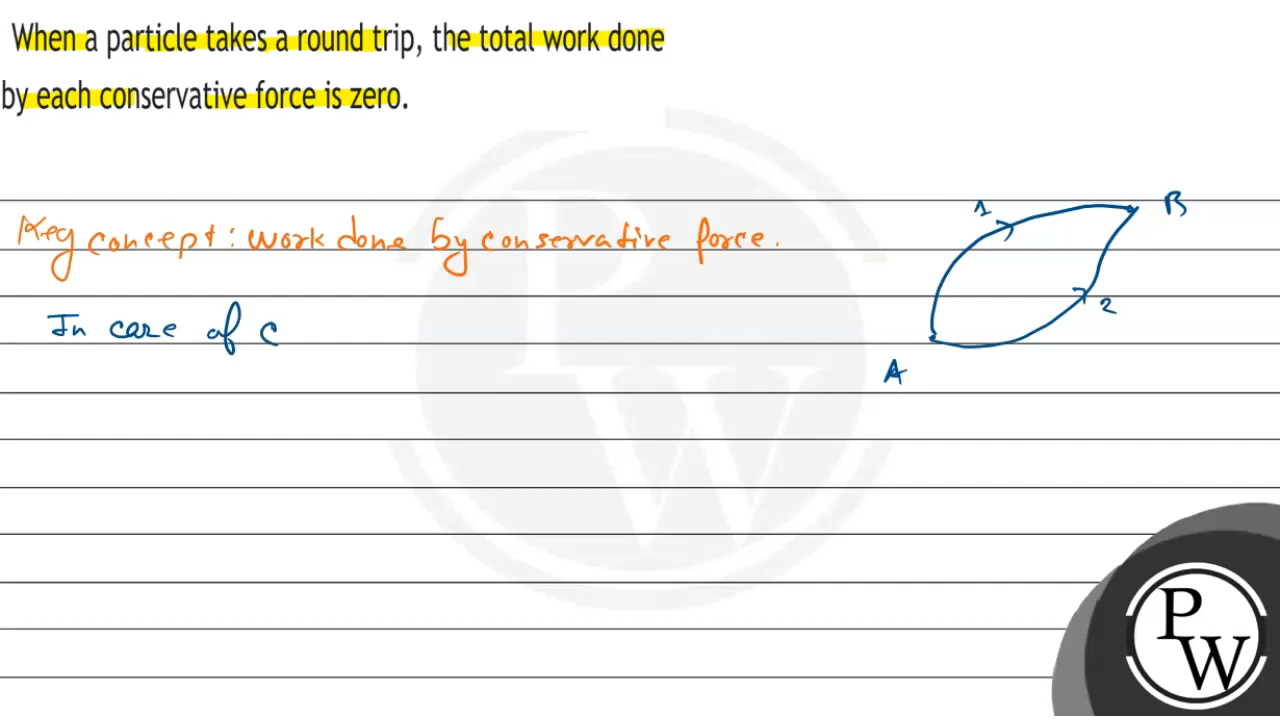 When a particle takes a round trip, the total work done
by each conservative force is zero.
Key concept: work done by conservative force.
1
B
In case of c
2
A
P
W
P
W